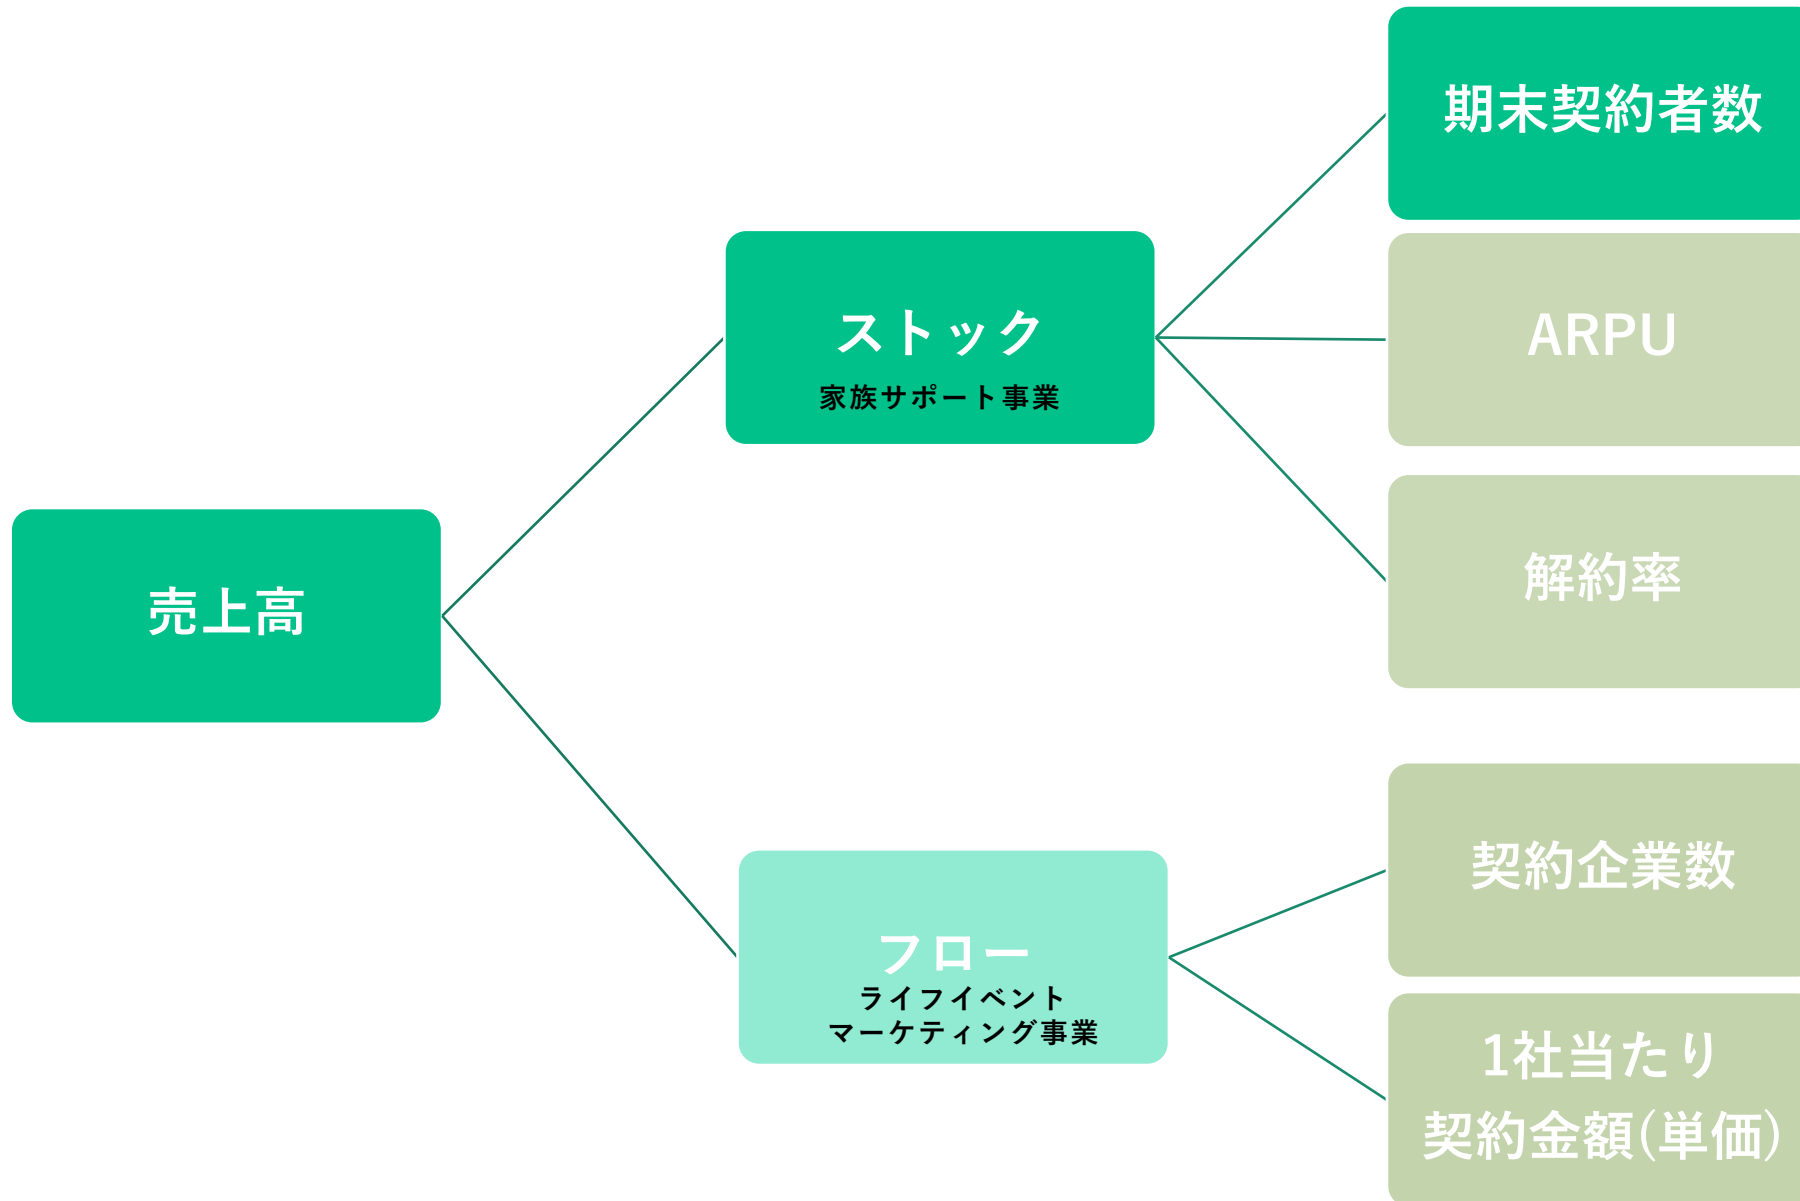 売上高
ストック
家族サポート事業
フロー
ライフイベント
マーケティング事業
期末契約者数
ARPU
解約率
契約企業数
1社当たり
契約金額(単価)